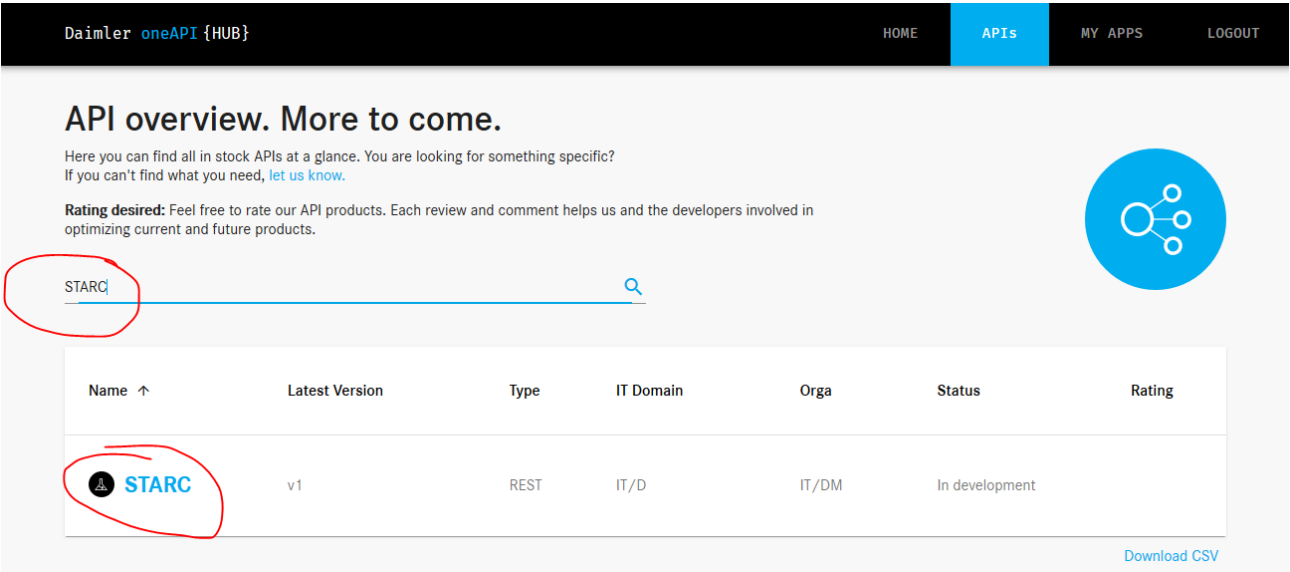 Daimler oneAPI {HUB}
HOME
APIs
MY APPS
LOGOUT
API overview. More to come.
Here you can find all in stock APIs at a glance. You are looking for something specific?
If you can't find what you need, let us know.
Rating desired: Feel free to rate our API products. Each review and comment helps us and the developers involved in
optimizing current and future products.
STARC
Name ↑ Latest Version Type IT Domain Orga Status Rating
STARC v1 REST IT/D IT/DM In development
Download CSV